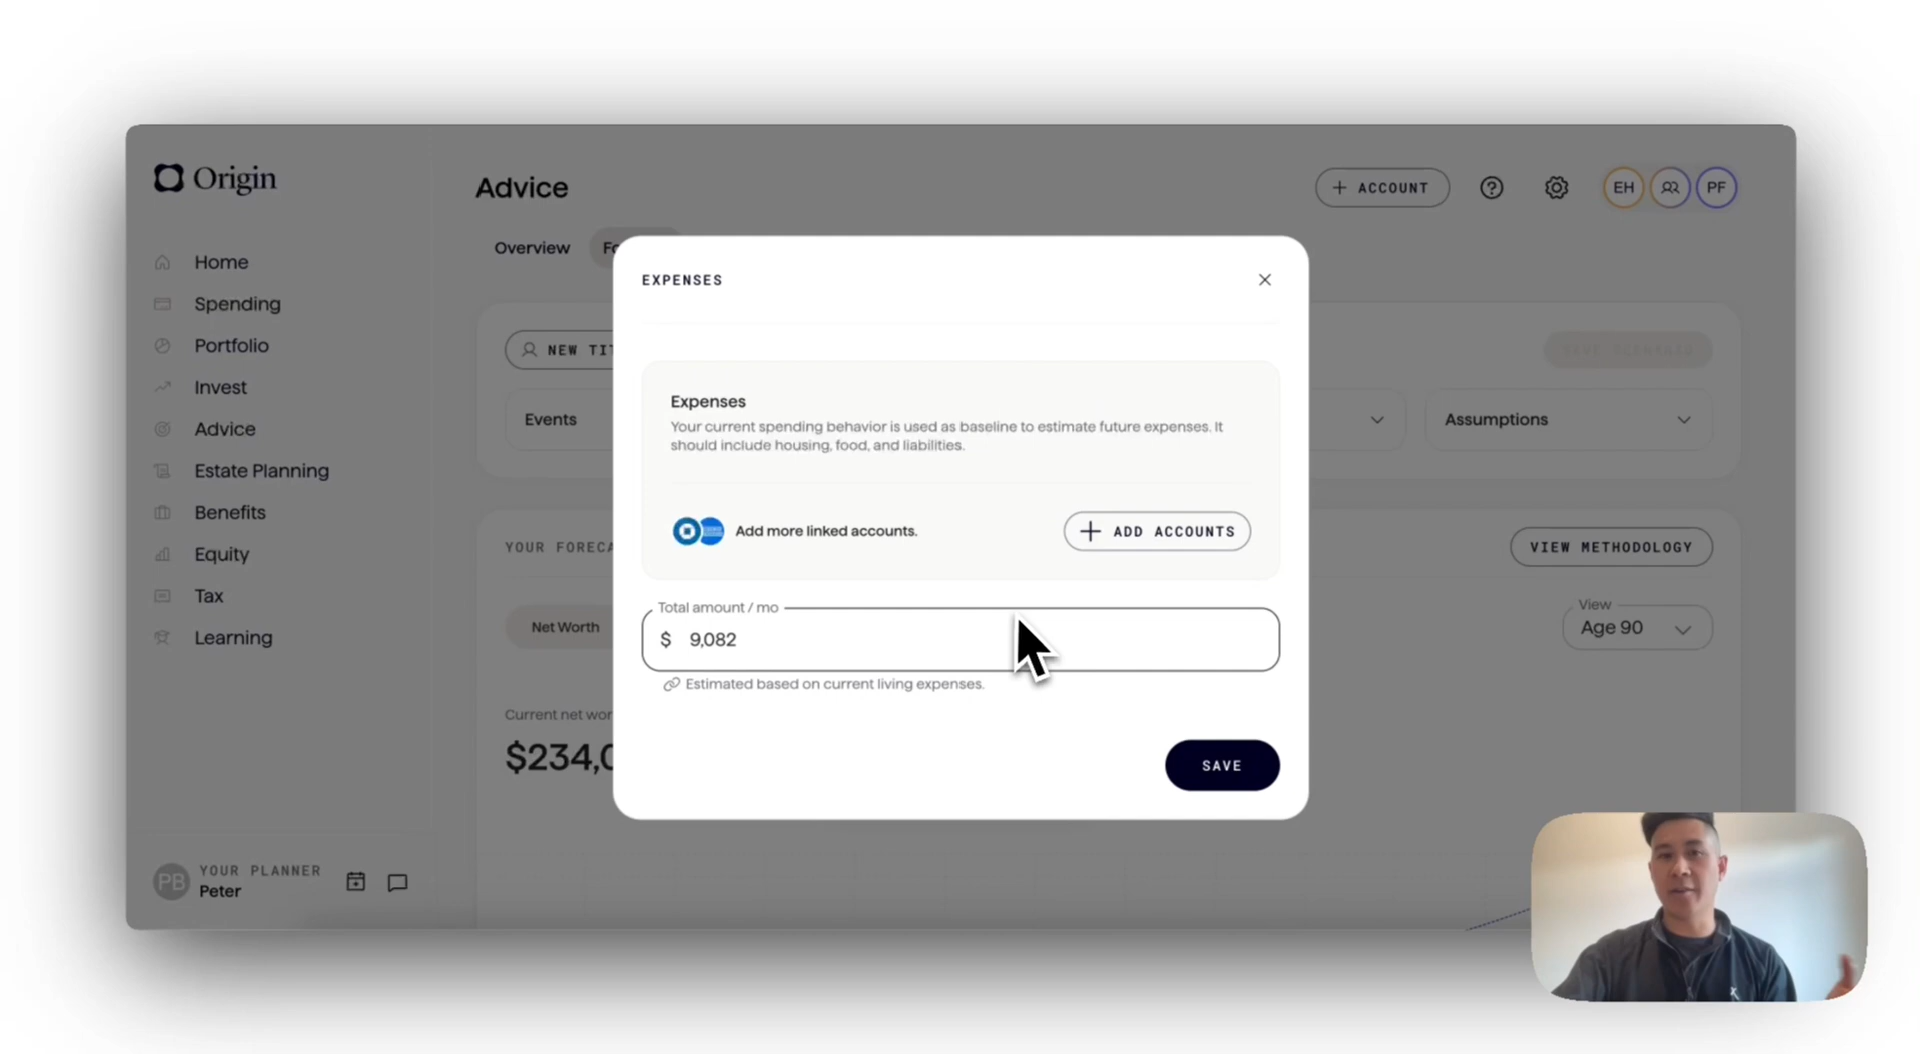 Origin
Home
Spending
Portfolio
Invest
Advice
Estate Planning
Benefits
Equity
Tax
Learning
PB
YOUR PLANNER
Peter
Advice
ACCOUNT
EH
PF
Overview
Fo
NEW TIT
Events
Assumptions
YOUR FORECA
VIEW METHODOLOGY
Net Worth
View
Age 90
Current net wor
$234,0
EXPENSES
Expenses
Your current spending behavior is used as baseline to estimate future expenses. It
should include housing, food, and liabilities.
Add more linked accounts.
ADD ACCOUNTS
Total amount / mo
$ 9,082
Estimated based on current living expenses.
SAVE